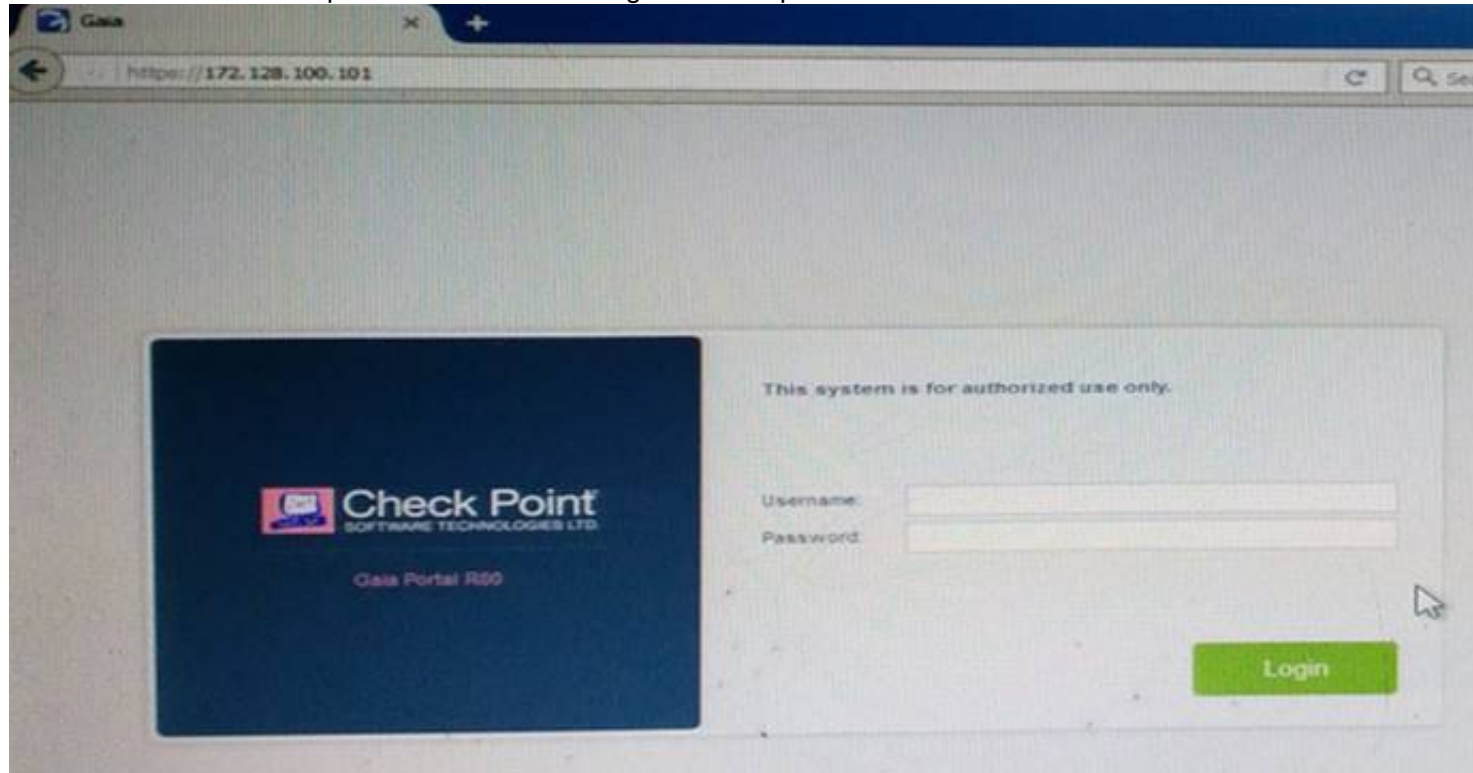 Gaia
https://172.128.100.101
This system is for authorized use only.
Check Point
SOFTWARE TECHNOLOGIES LTD.
Username:
Password:
Gaia Portal R80
Login